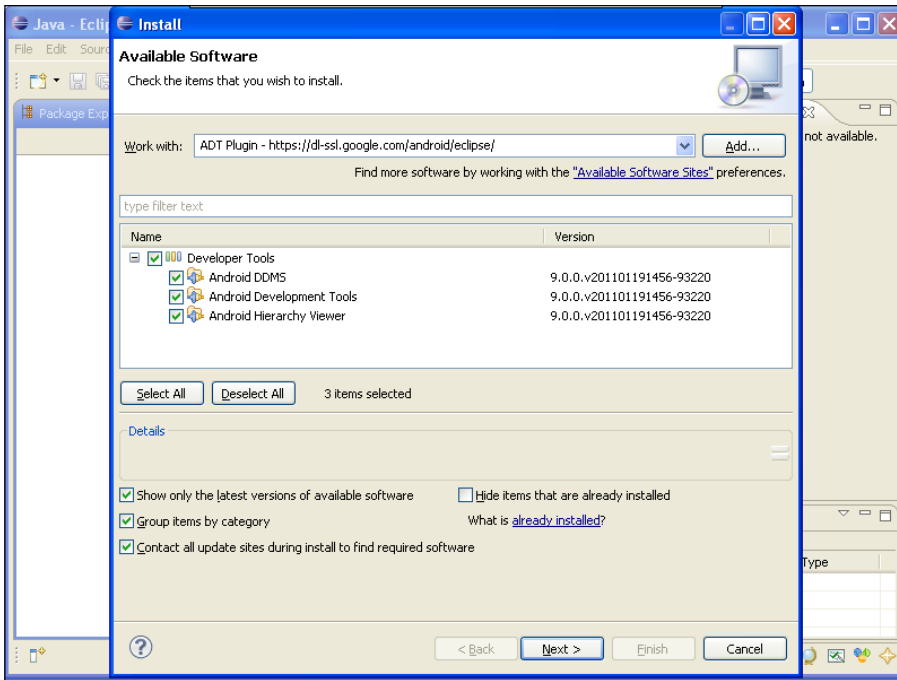 Java - Eclip
Install
File Edit Sourc
Available Software
Check the items that you wish to install.
Package Exp
Work with: ADT Plugin - https://dl-ssl.google.com/android/eclipse/ Add...
not available.
Find more software by working with the "Available Software Sites" preferences.
type filter text
Name Version
Developer Tools
Android DDMS 9.0.0.v201101191456-93220
Android Development Tools 9.0.0.v201101191456-93220
Android Hierarchy Viewer 9.0.0.v201101191456-93220
Select All Deselect All 3 items selected
Details
Show only the latest versions of available software Hide items that are already installed
Group items by category What is already installed?
Contact all update sites during install to find required software
Type
< Back Next > Finish Cancel